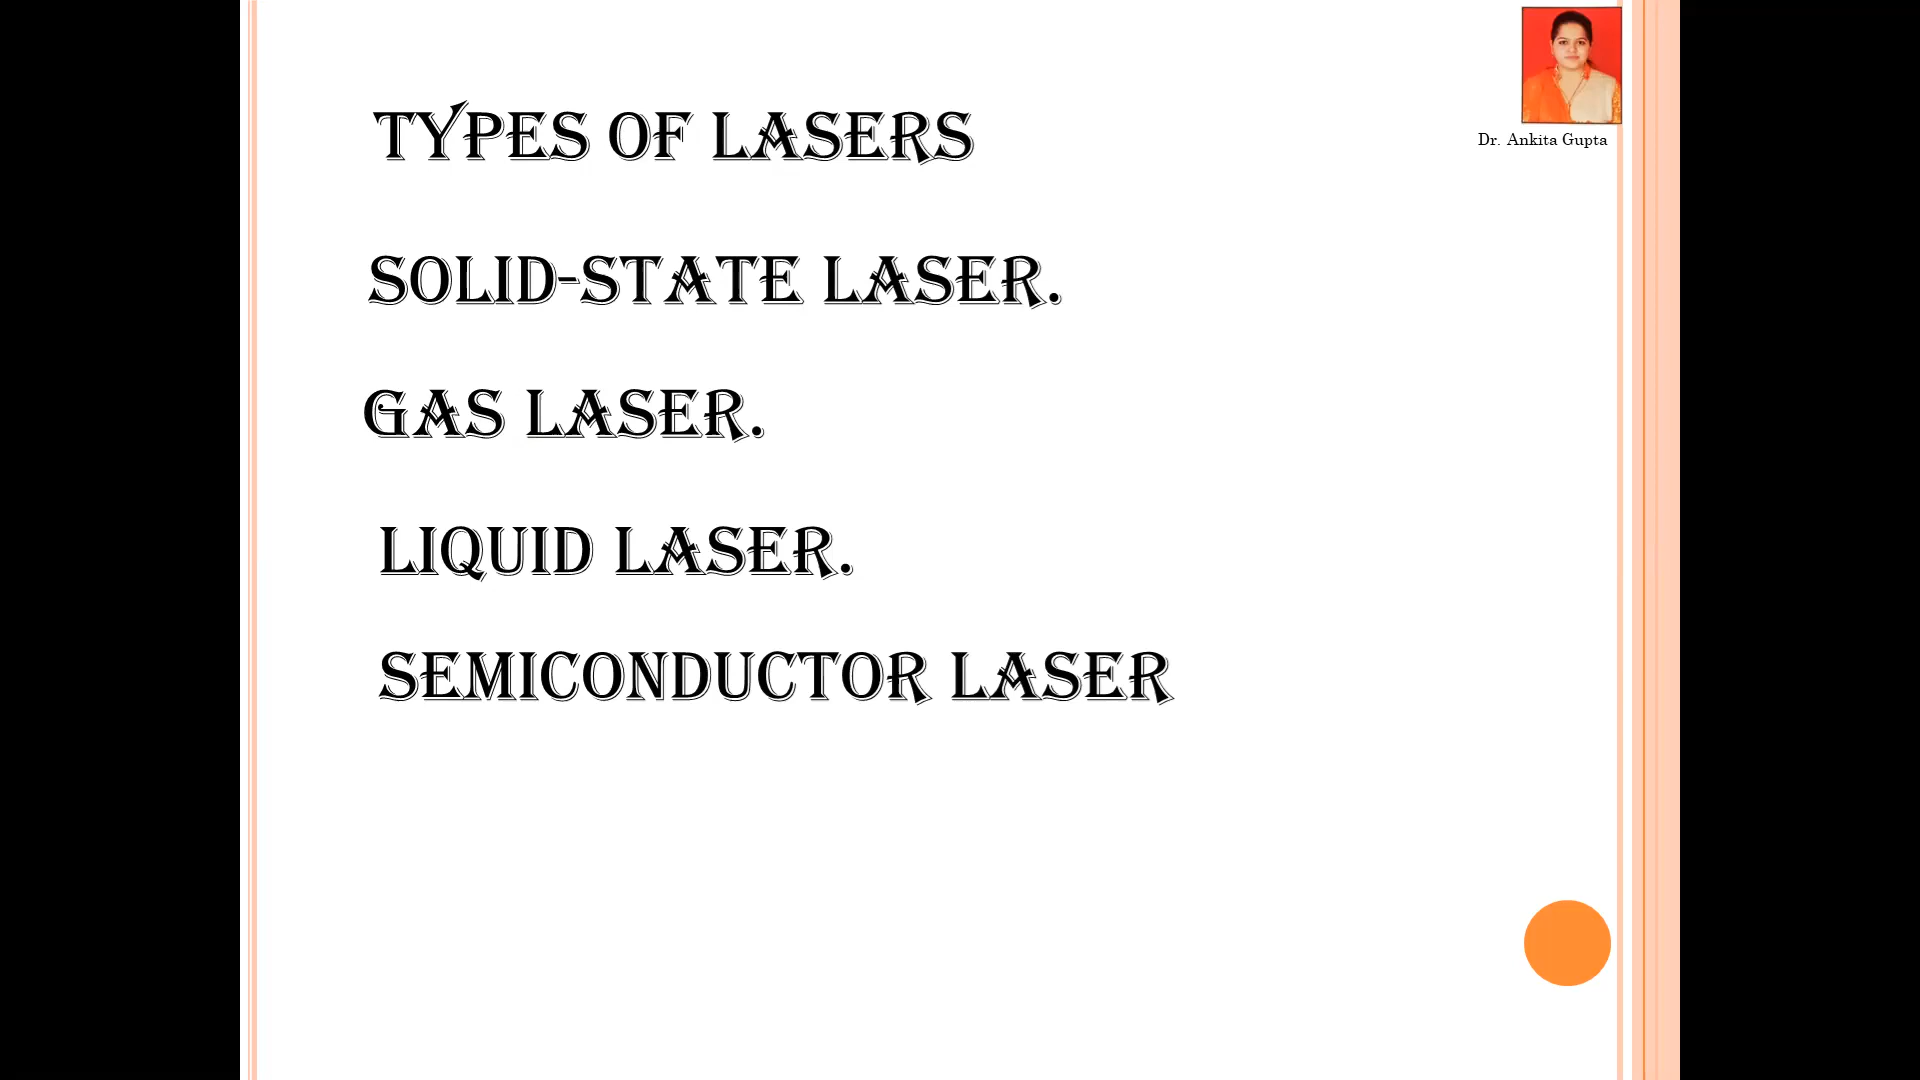 TYPES OF LASERS
Dr. Ankita Gupta
SOLID-STATE LASER.
GAS LASER.
LIQUID LASER.
SEMICONDUCTOR LASER